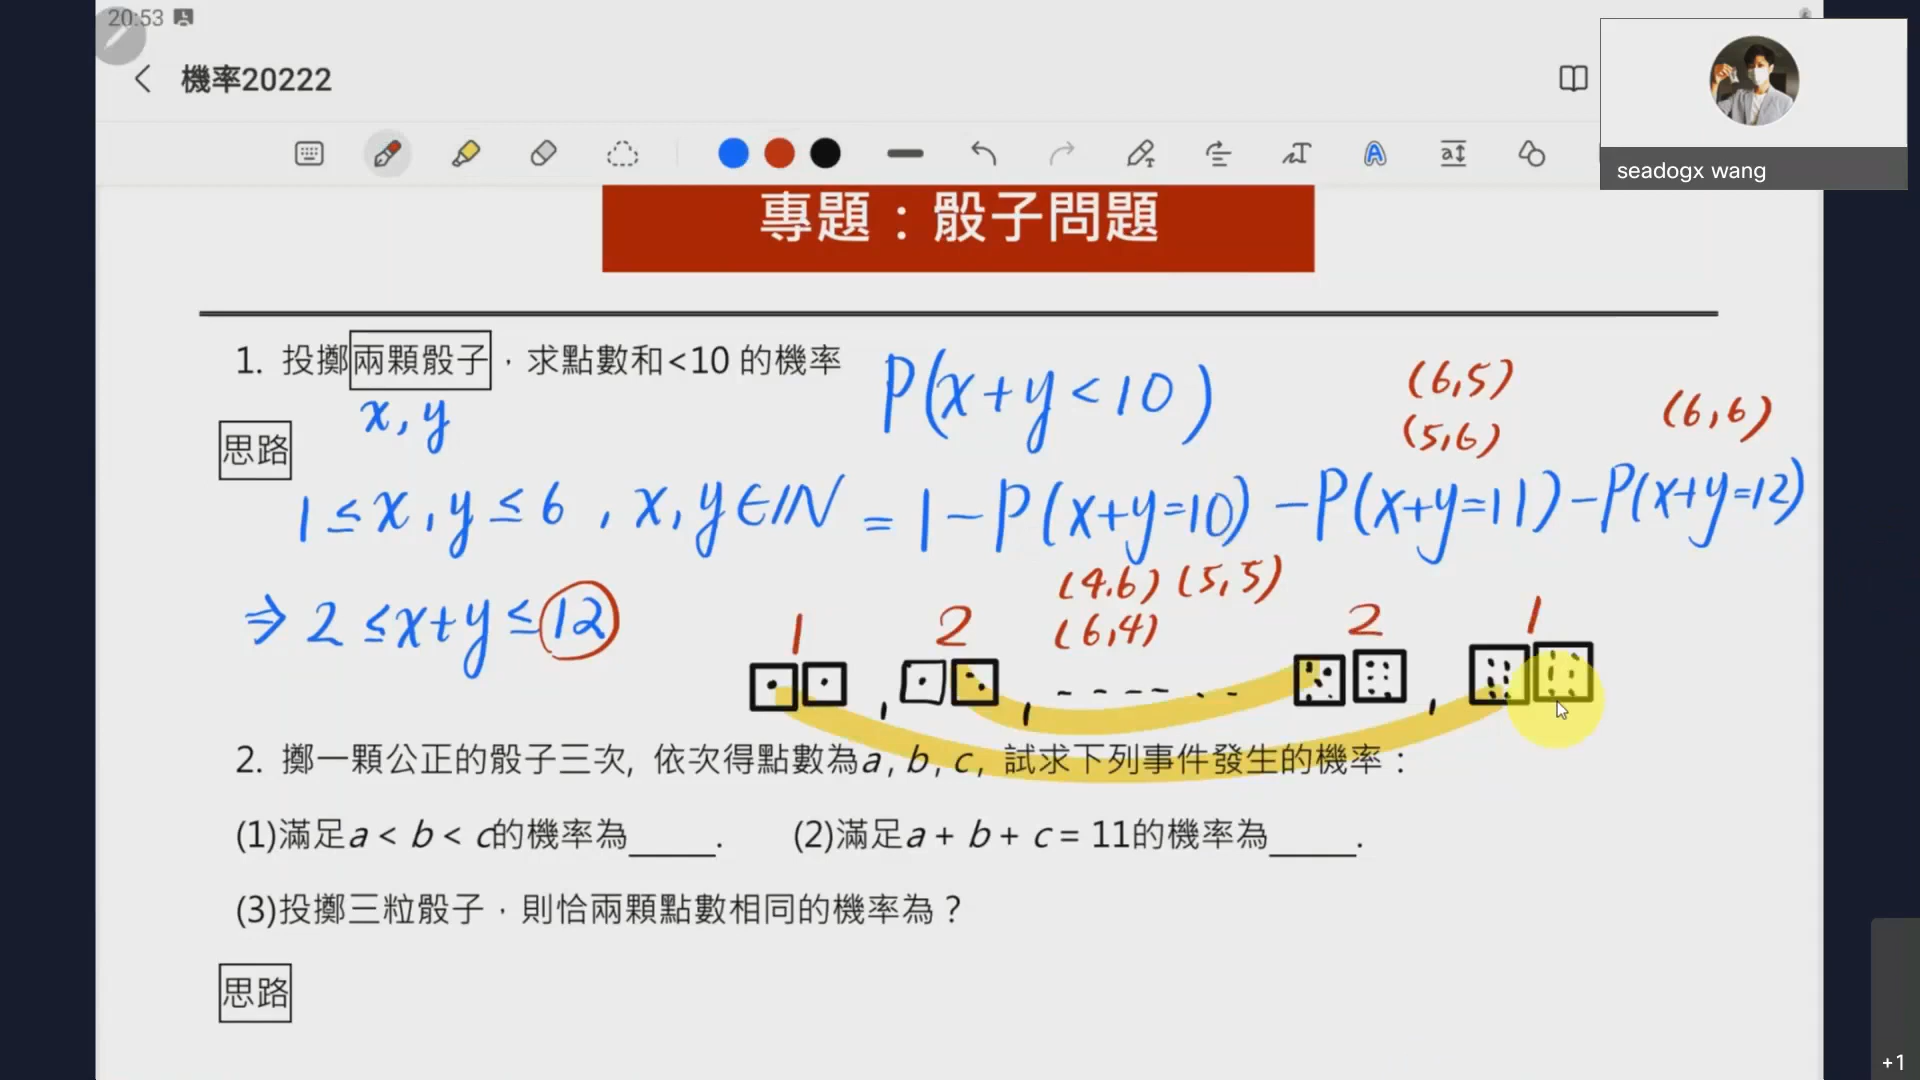 20:53
機率20222
seadogx wang
專題：骰子問題
1. 投擲兩顆骰子，求點數和<10 的機率
P(x+y<10)
(6,5)
(5,6)
(6,6)
x, y
思路
1≤x,y≤6 , x,y∈IN = 1-P(x+y=10) -P(x+y=11) -P(x+y=12)
(4.6) (5,5)
(6,4)
⇒ 2≤x+y≤12
1 2 2 1
2. 擲一顆公正的骰子三次, 依次得點數為a, b, c, 試求下列事件發生的機率：
(1)滿足a < b < c的機率為_____. (2)滿足a + b + c = 11的機率為_____.
(3)投擲三粒骰子，則恰兩顆點數相同的機率為？
思路
+1